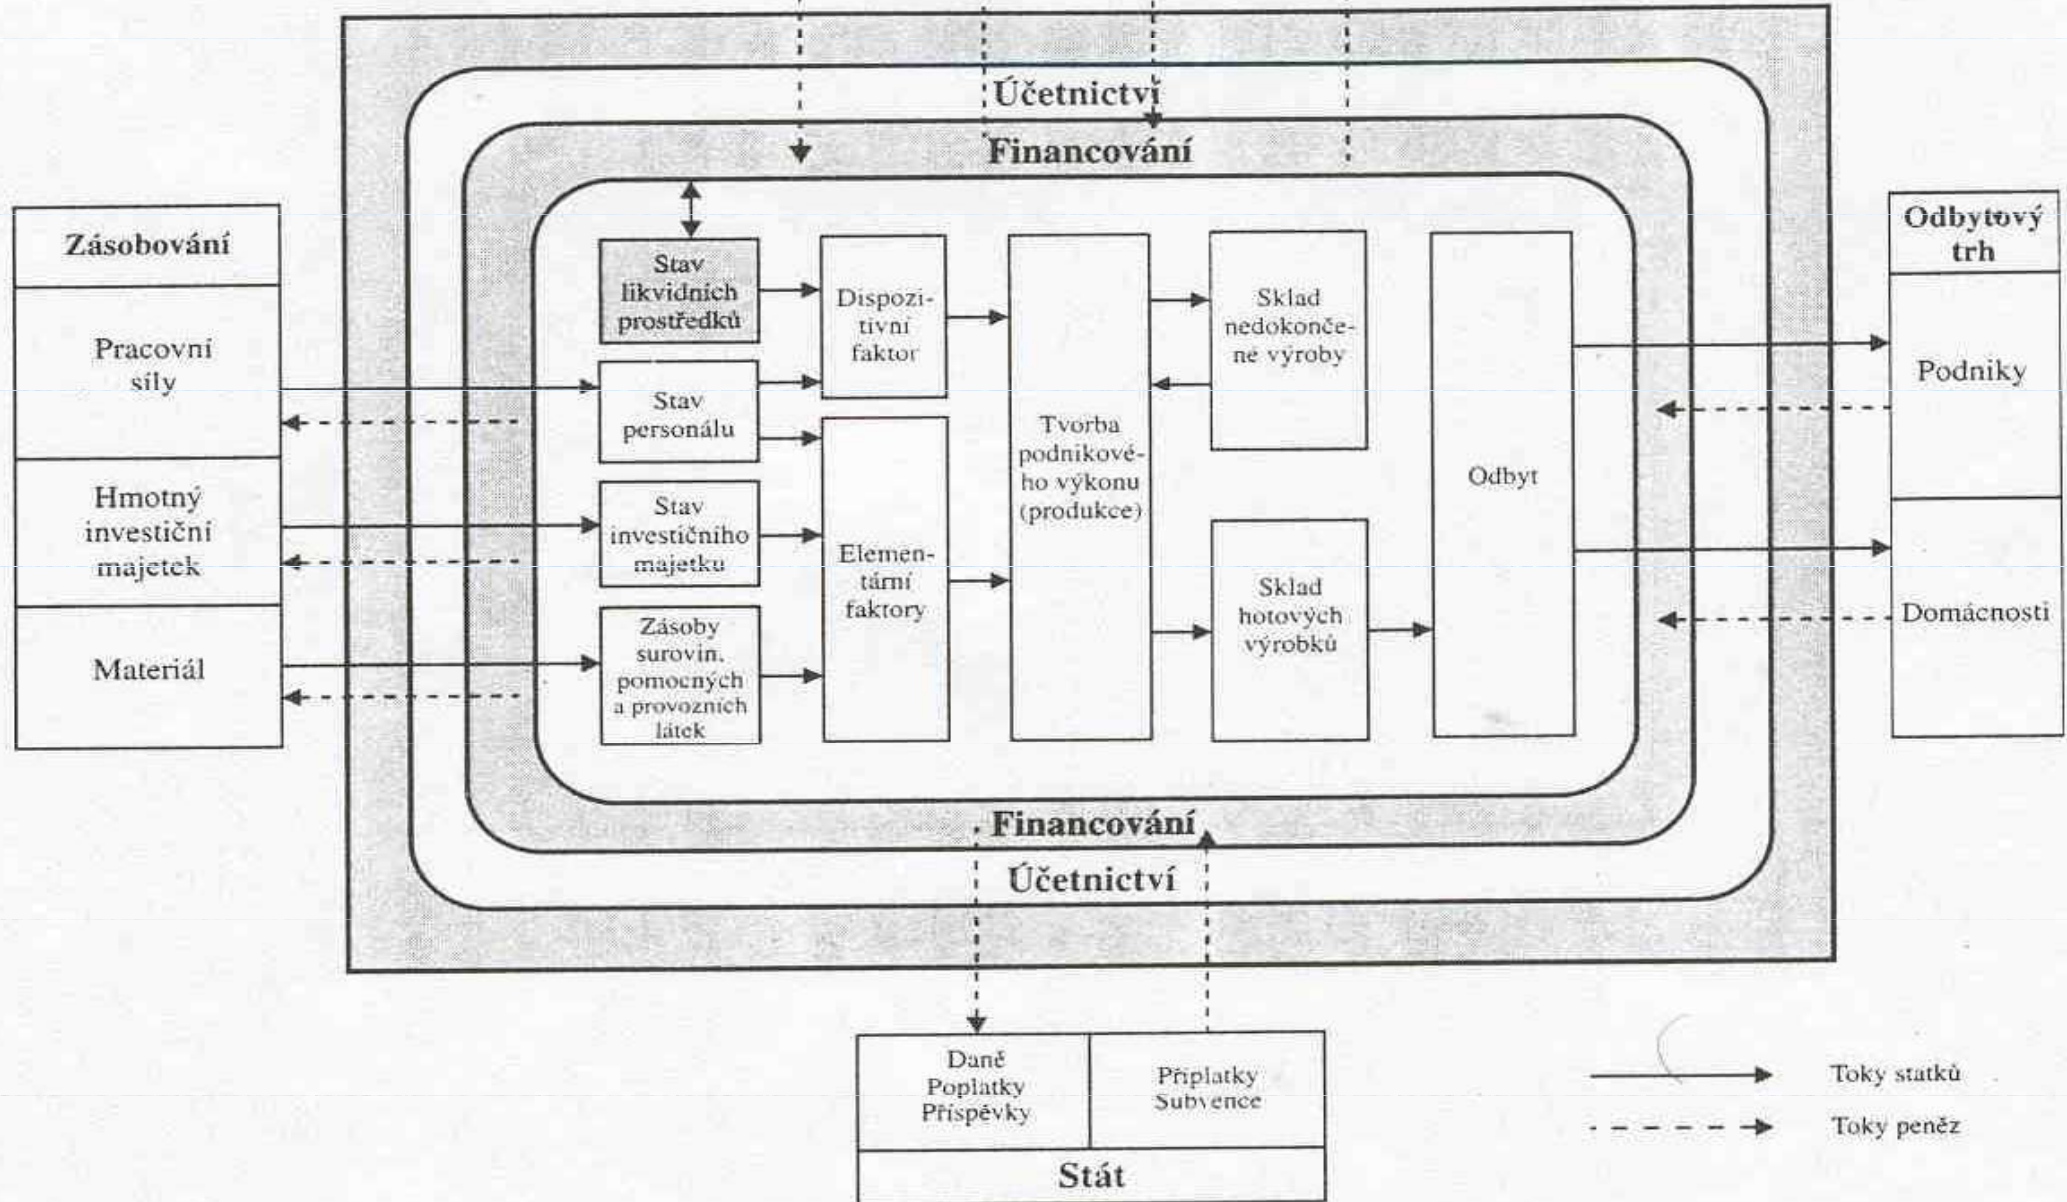 Účetnictví
Financování
Zásobování
Pracovní
síly
Hmotný
investiční
majetek
Materiál
Stav
likvidních
prostředků
Stav
personálu
Stav
investičního
majetku
Zásoby
surovin,
pomocných
a provozních
látek
Dispozi-
tivní
faktor
Elemen-
tární
faktory
Tvorba
podnikové-
ho výkonu
(produkce)
Sklad
nedokonče-
né výroby
Sklad
hotových
výrobků
Odbyt
Odbytový
trh
Podniky
Domácnosti
Financování
Účetnictví
Daně
Poplatky
Příspěvky
Příplatky
Subvence
Stát
Toky statků
Toky peněz